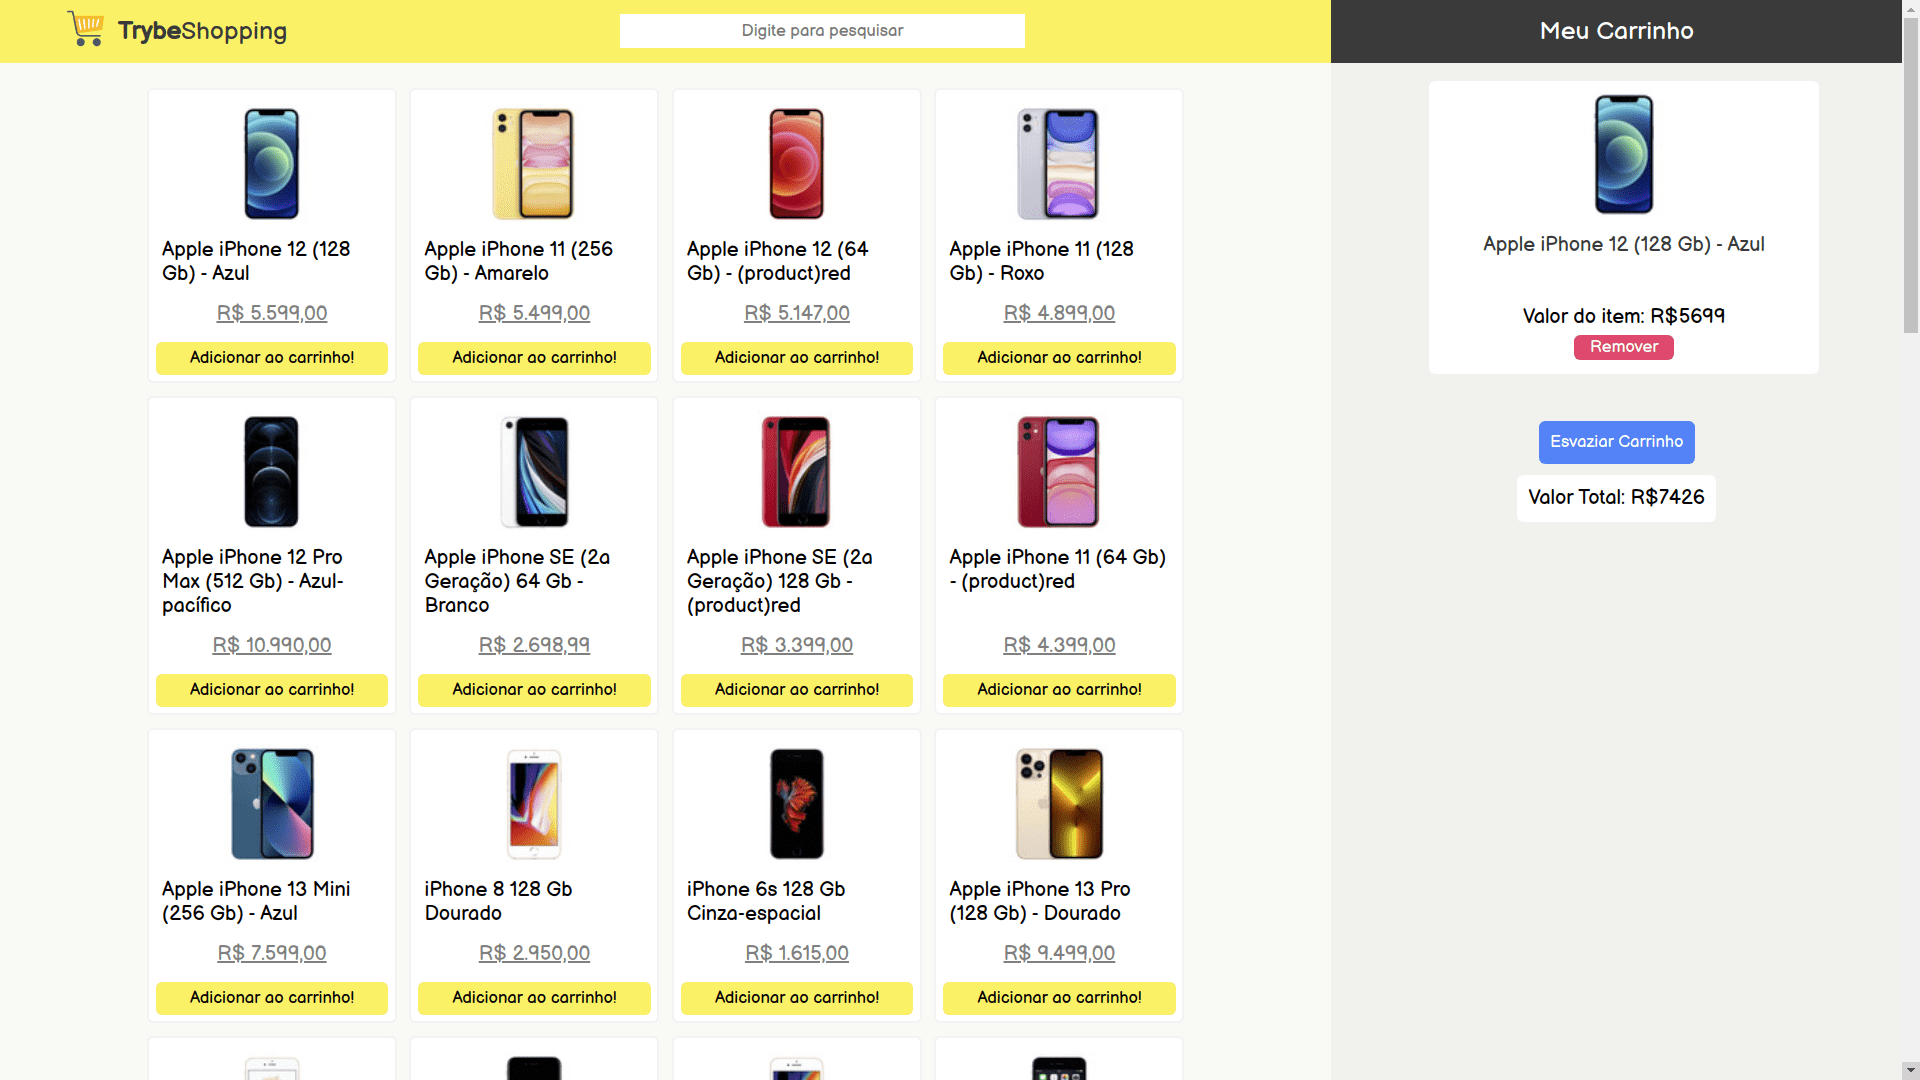 TrybeShopping
Digite para pesquisar
Meu Carrinho
Apple iPhone 12 (128
Gb) - Azul
R$ 5.599,00
Adicionar ao carrinho!
Apple iPhone 11 (256
Gb) - Amarelo
R$ 5.499,00
Adicionar ao carrinho!
Apple iPhone 12 (64
Gb) - (product)red
R$ 5.147,00
Adicionar ao carrinho!
Apple iPhone 11 (128
Gb) - Roxo
R$ 4.899,00
Adicionar ao carrinho!
Apple iPhone 12 Pro
Max (512 Gb) - Azul-
pacífico
R$ 10.990,00
Adicionar ao carrinho!
Apple iPhone SE (2a
Geração) 64 Gb -
Branco
R$ 2.698,99
Adicionar ao carrinho!
Apple iPhone SE (2a
Geração) 128 Gb -
(product)red
R$ 3.399,00
Adicionar ao carrinho!
Apple iPhone 11 (64 Gb)
- (product)red
R$ 4.399,00
Adicionar ao carrinho!
Apple iPhone 13 Mini
(256 Gb) - Azul
R$ 7.599,00
Adicionar ao carrinho!
iPhone 8 128 Gb
Dourado
R$ 2.950,00
Adicionar ao carrinho!
iPhone 6s 128 Gb
Cinza-espacial
R$ 1.615,00
Adicionar ao carrinho!
Apple iPhone 13 Pro
(128 Gb) - Dourado
R$ 9.499,00
Adicionar ao carrinho!
Apple iPhone 12 (128 Gb) - Azul
Valor do item: R$5699
Remover
Esvaziar Carrinho
Valor Total: R$7426